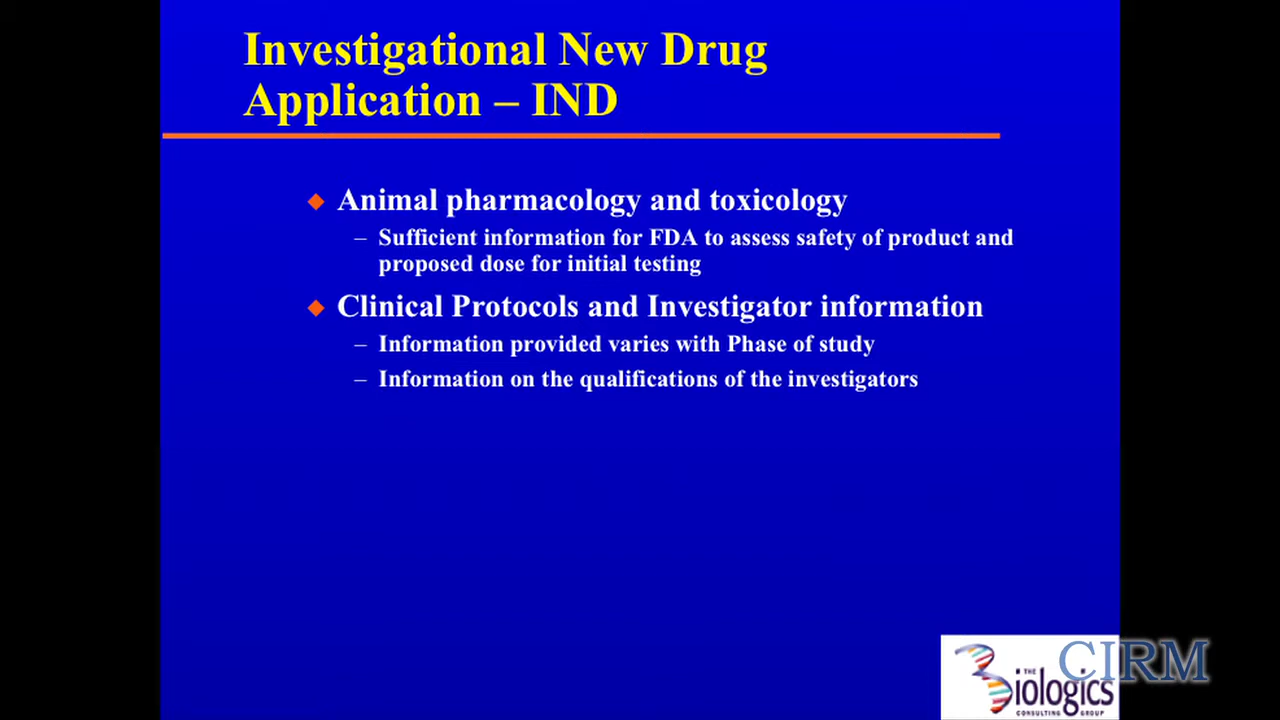 Investigational New Drug
Application – IND
Animal pharmacology and toxicology
– Sufficient information for FDA to assess safety of product and
proposed dose for initial testing
Clinical Protocols and Investigator information
– Information provided varies with Phase of study
– Information on the qualifications of the investigators
THE
Biologics
CONSULTING GROUP
CIRM